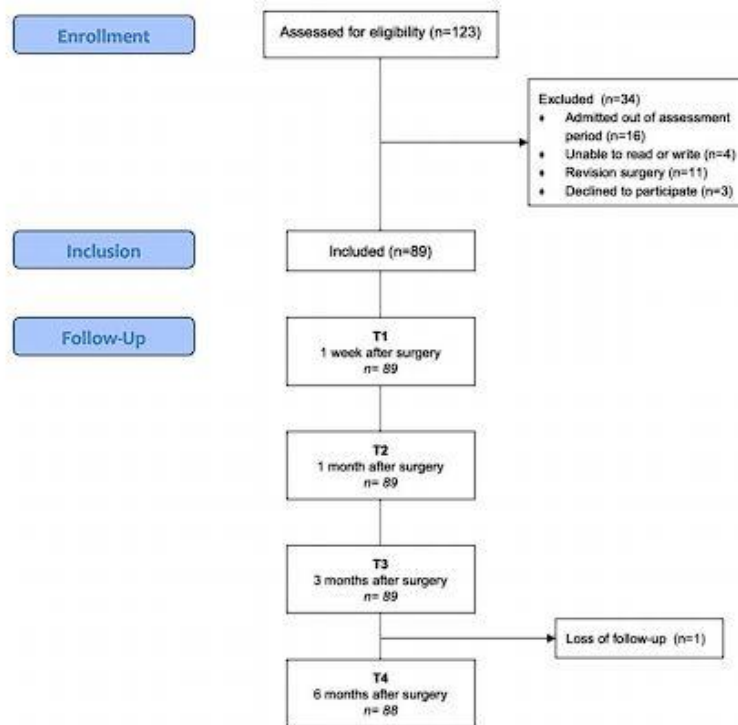 Enrollment
Assessed for eligibility (n=123)
Excluded (n=34)
♦ Admitted out of assessment
period (n=16)
♦ Unable to read or write (n=4)
♦ Revision surgery (n=11)
♦ Declined to participate (n=3)
Inclusion
Included (n=89)
Follow-Up
T1
1 week after surgery
n= 89
T2
1 month after surgery
n= 89
T3
3 months after surgery
n= 89
Loss of follow-up (n=1)
T4
6 months after surgery
n= 88